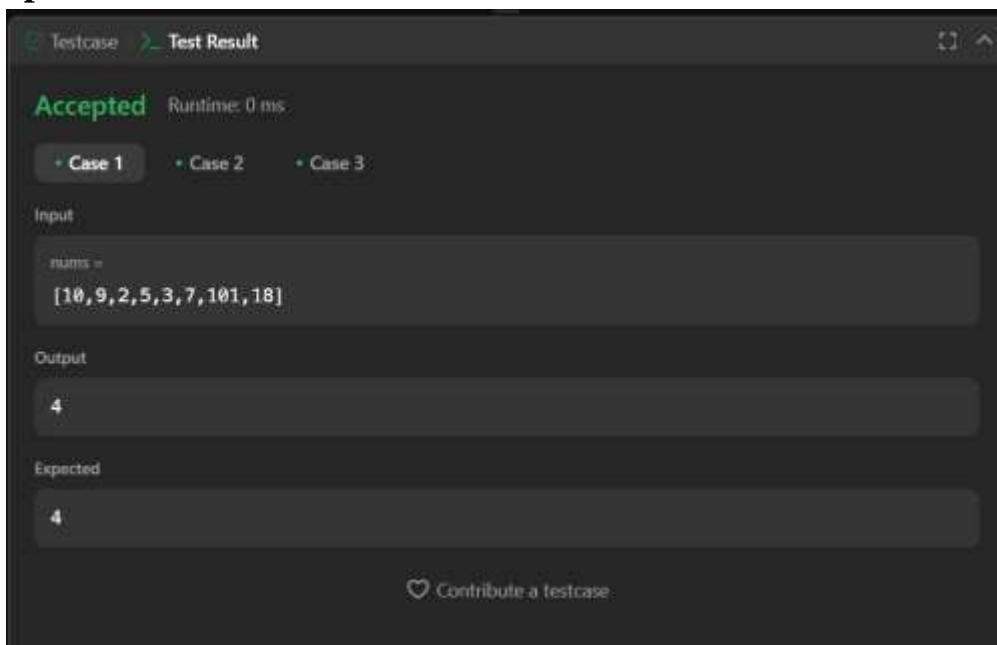 Testcase >_ Test Result
Accepted Runtime: 0 ms
• Case 1 • Case 2 • Case 3
Input
nums =
[10,9,2,5,3,7,101,18]
Output
4
Expected
4
Contribute a testcase